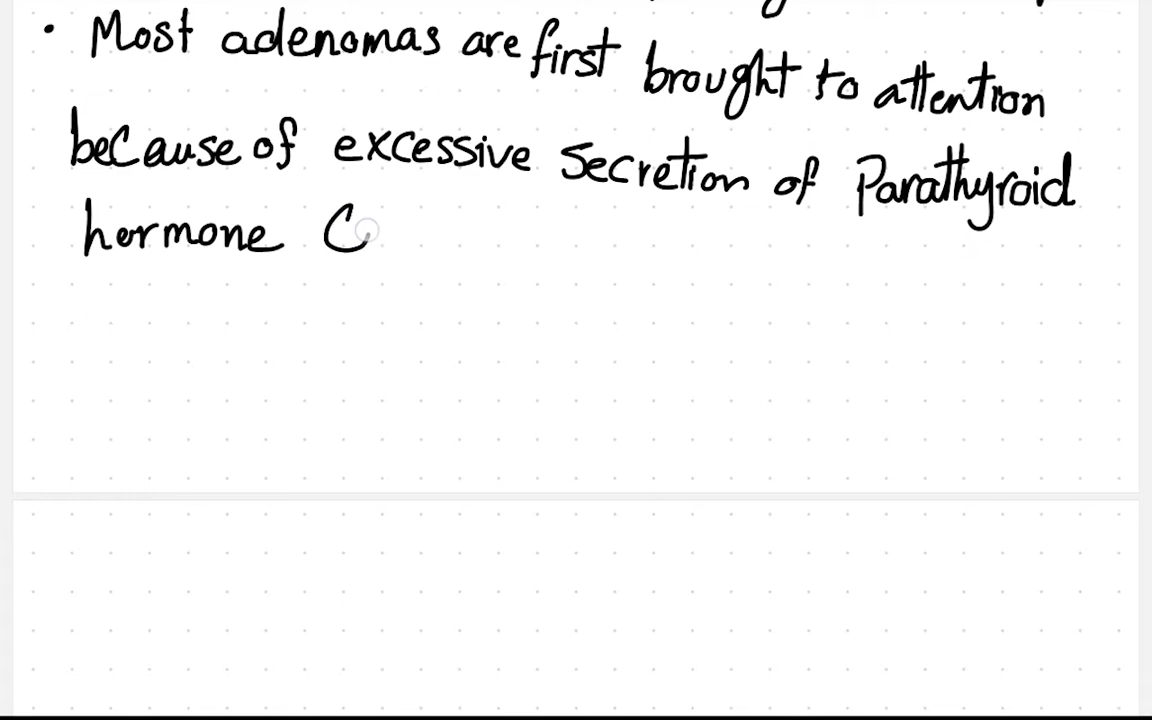 • Most adenomas are first brought to attention
because of excessive secretion of Parathyroid
hormone C